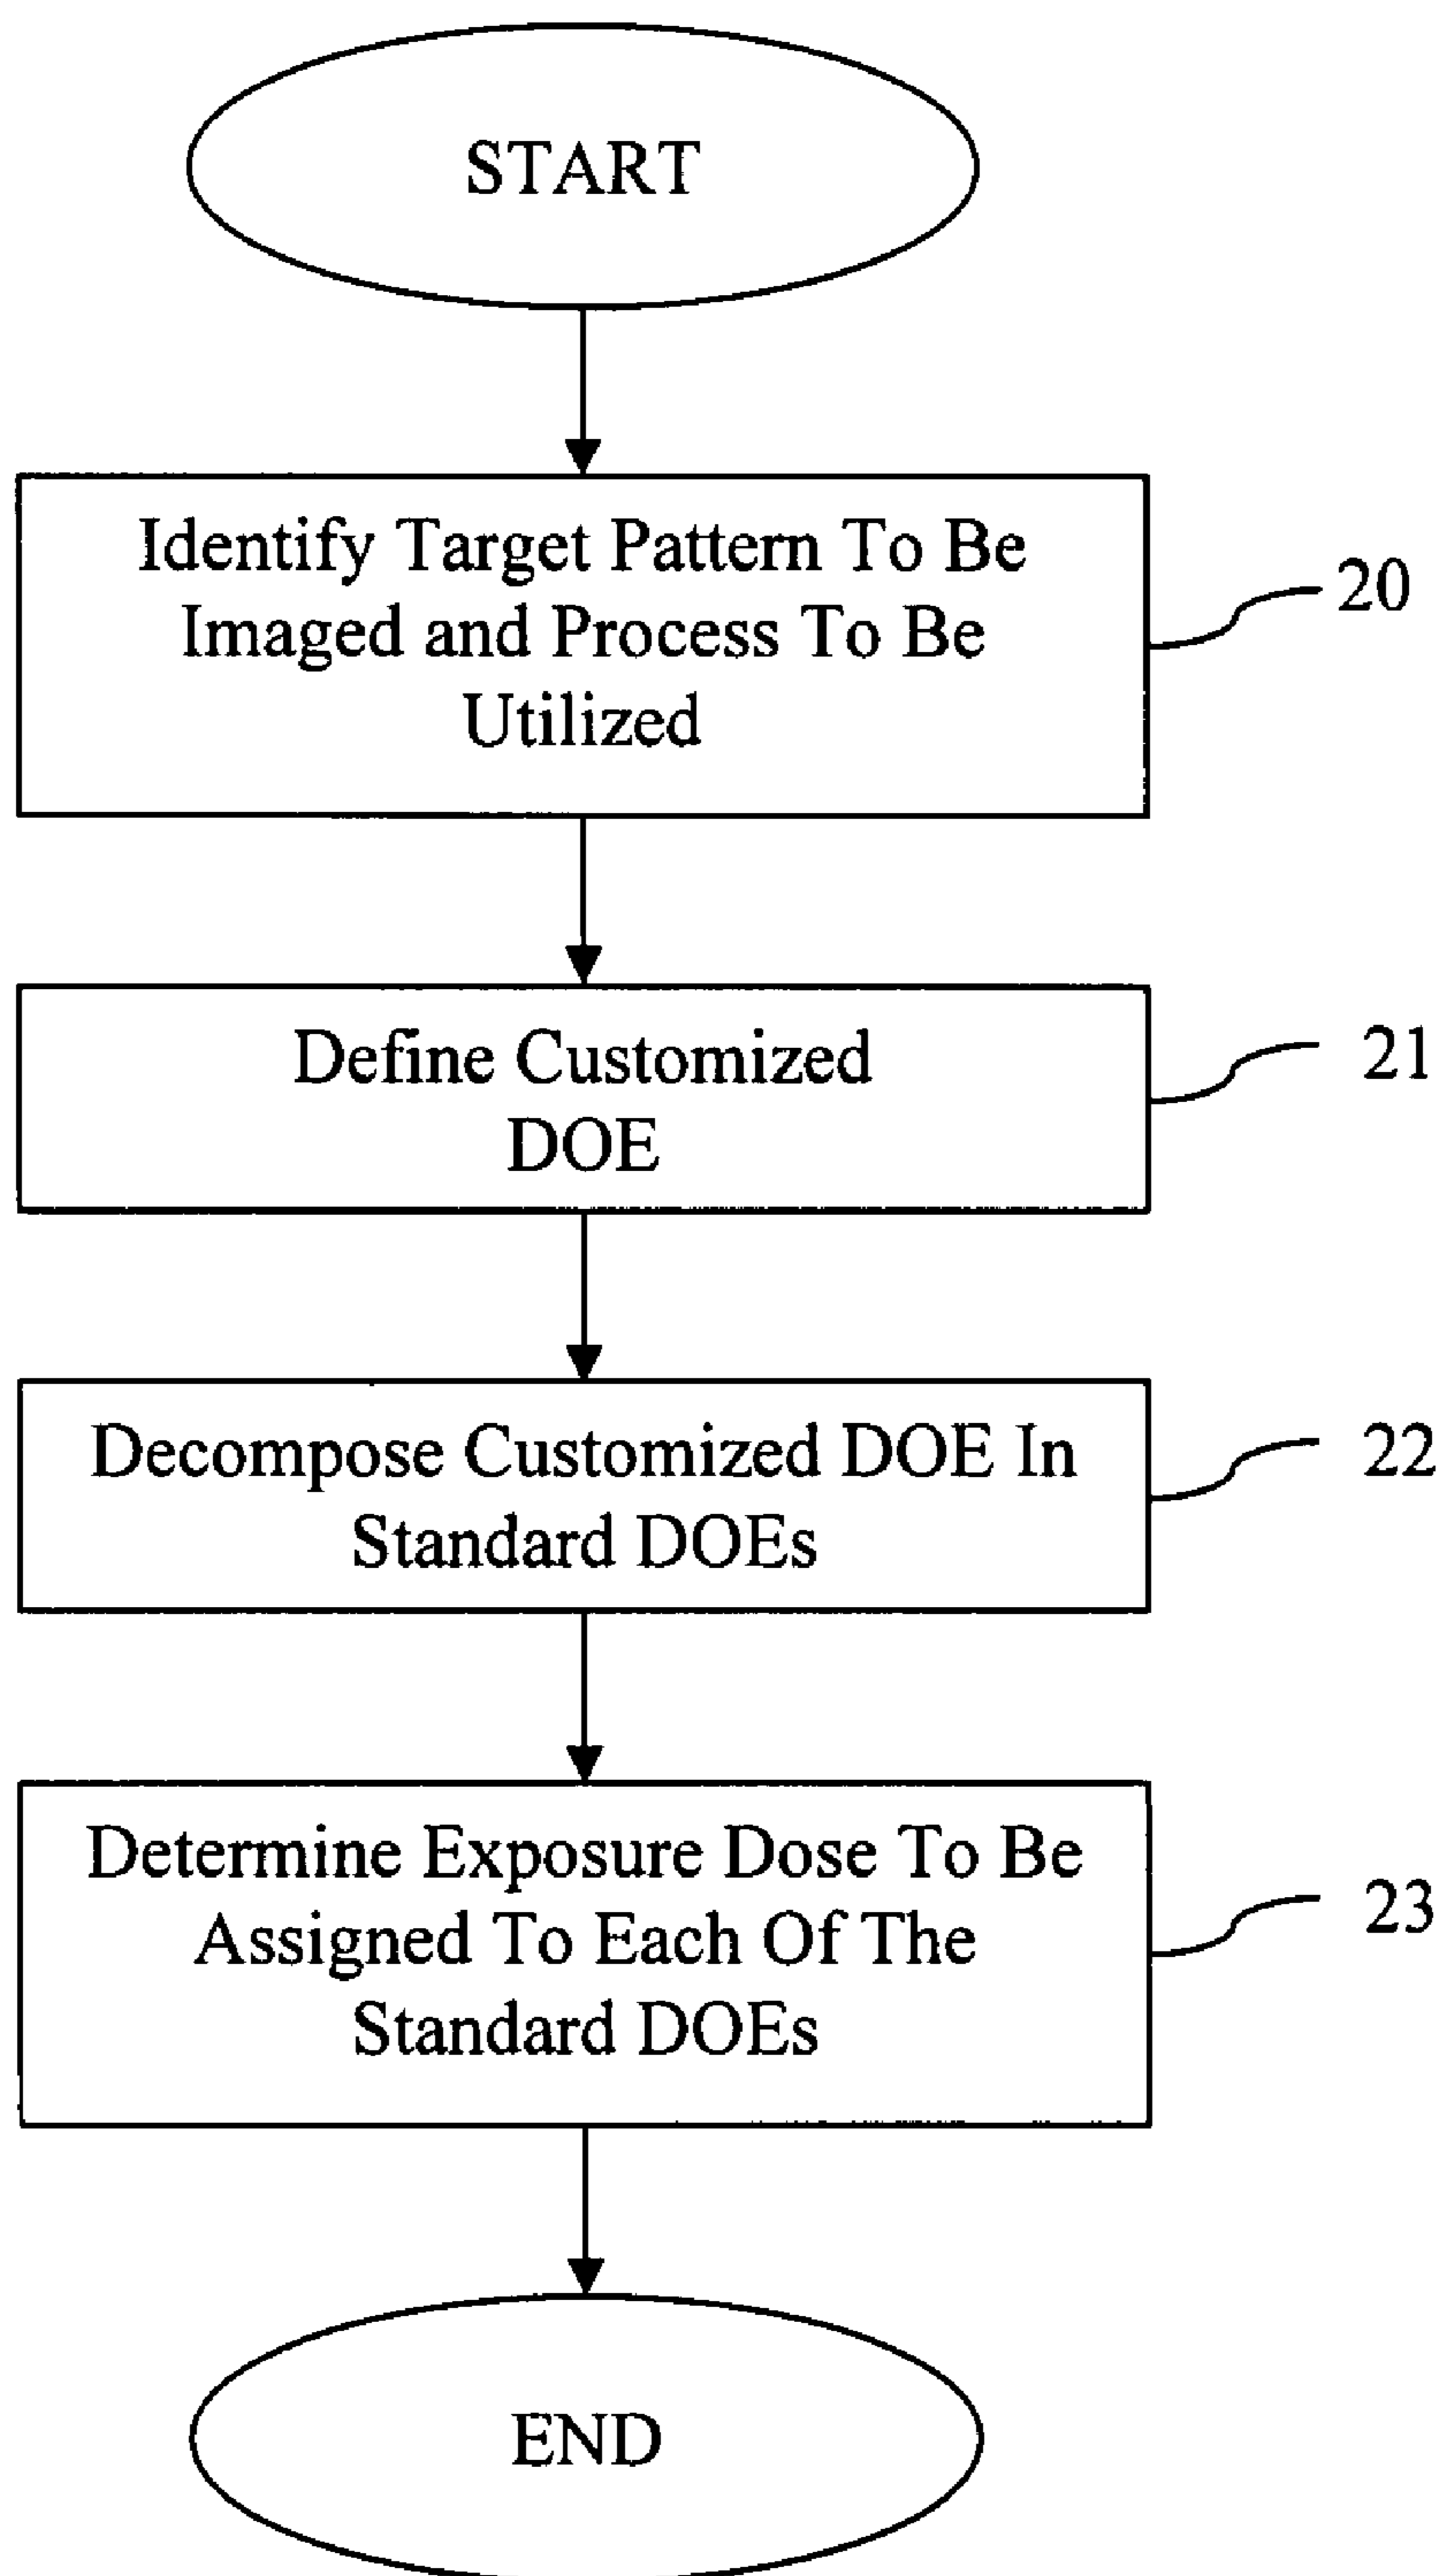 START
Identify Target Pattern To Be
Imaged and Process To Be
Utilized
20
Define Customized
DOE
21
Decompose Customized DOE In
Standard DOEs
22
Determine Exposure Dose To Be
Assigned To Each Of The
Standard DOEs
23
END